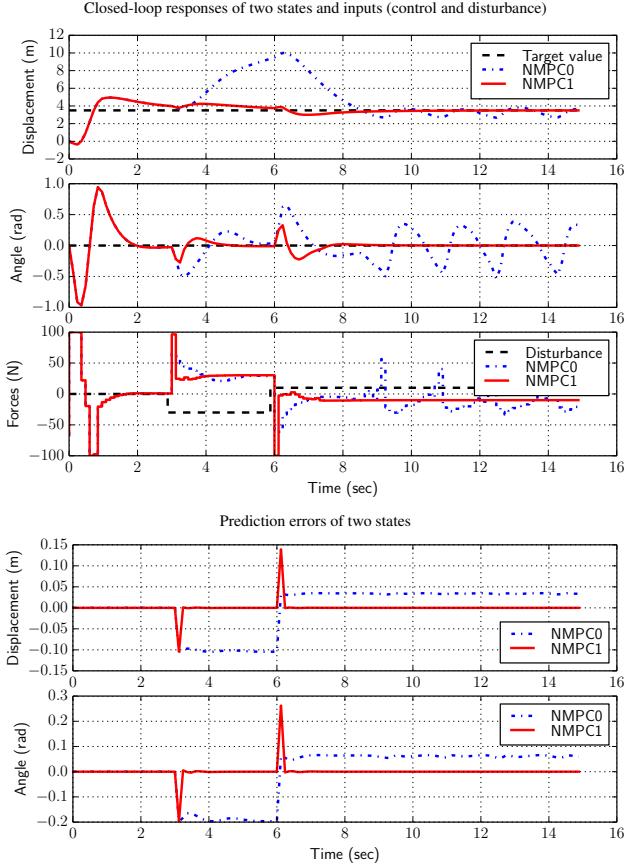 Closed-loop responses of two states and inputs (control and disturbance)
Displacement (m)
12
10
8
6
4
2
0
−2
Target value
NMPC0
NMPC1
0 2 4 6 8 10 12 14 16
Angle (rad)
1.0
0.5
0.0
−0.5
−1.0
0 2 4 6 8 10 12 14 16
Forces (N)
100
50
0
−50
−100
Disturbance
NMPC0
NMPC1
0 2 4 6 8 10 12 14 16
Time (sec)
Prediction errors of two states
Displacement (m)
0.15
0.10
0.05
0.00
−0.05
−0.10
−0.15
NMPC0
NMPC1
0 2 4 6 8 10 12 14 16
Angle (rad)
0.3
0.2
0.1
0.0
−0.1
−0.2
NMPC0
NMPC1
0 2 4 6 8 10 12 14 16
Time (sec)